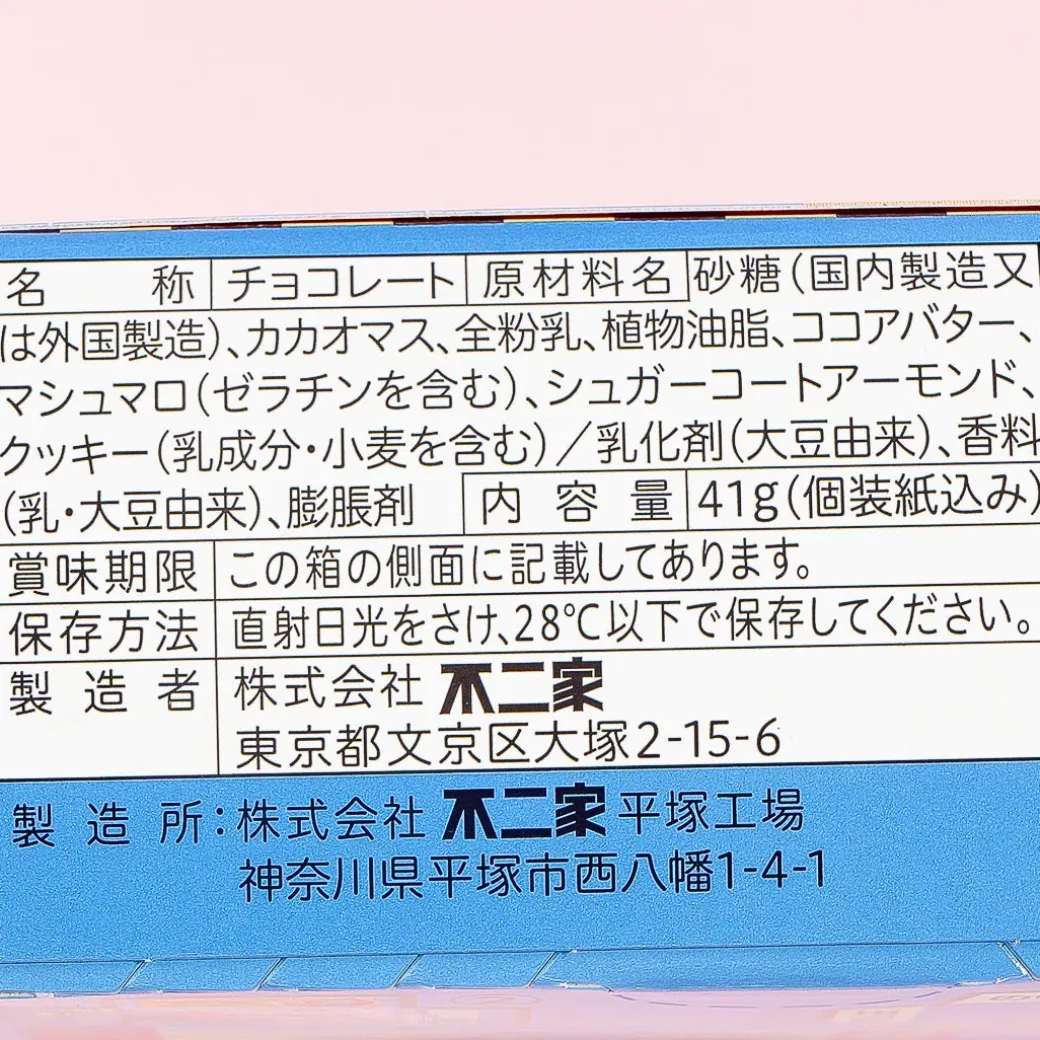 名称 チョコレート 原材料名 砂糖(国内製造又
は外国製造)、カカオマス、全粉乳、植物油脂、ココアバター、
マシュマロ(ゼラチンを含む)、シュガーコートアーモンド、
クッキー(乳成分・小麦を含む)/乳化剤(大豆由来)、香料
(乳・大豆由来)、膨脹剤 内容量 41g(個装紙込み)
賞味期限 この箱の側面に記載してあります。
保存方法 直射日光をさけ、28℃以下で保存してください。
製造者 株式会社 不二家
東京都文京区大塚2-15-6
製造所:株式会社 不二家 平塚工場
神奈川県平塚市西八幡1-4-1